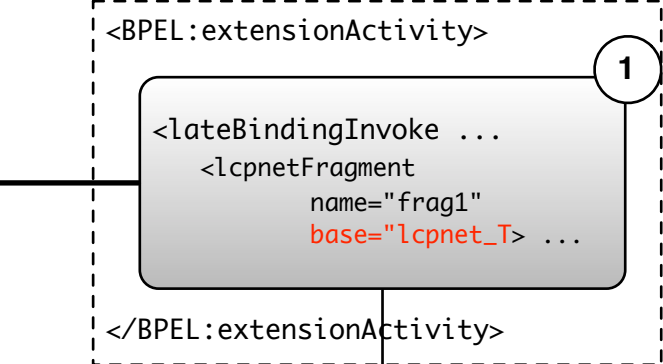 <BPEL:extensionActivity>
1
<lateBindingInvoke ...
<lcpnetFragment
name="frag1"
base="lcpnet_T> ...
</BPEL:extensionActivity>